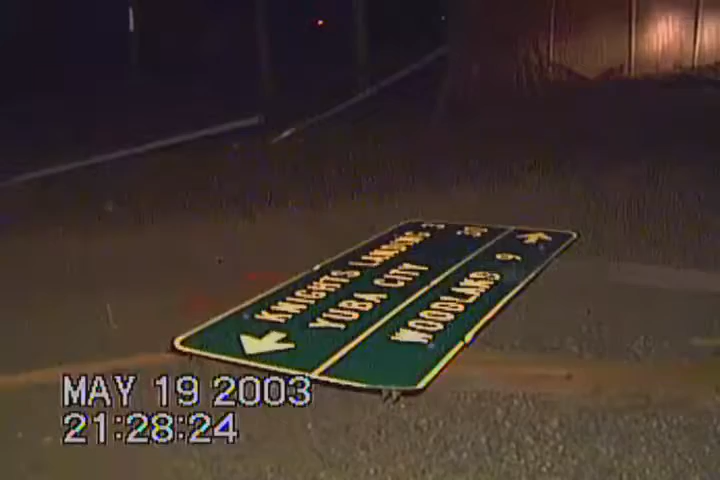 KNIGHTS LANDING
YUBA CITY
WOODLAND 9
MAY 19 2003
21:28:24